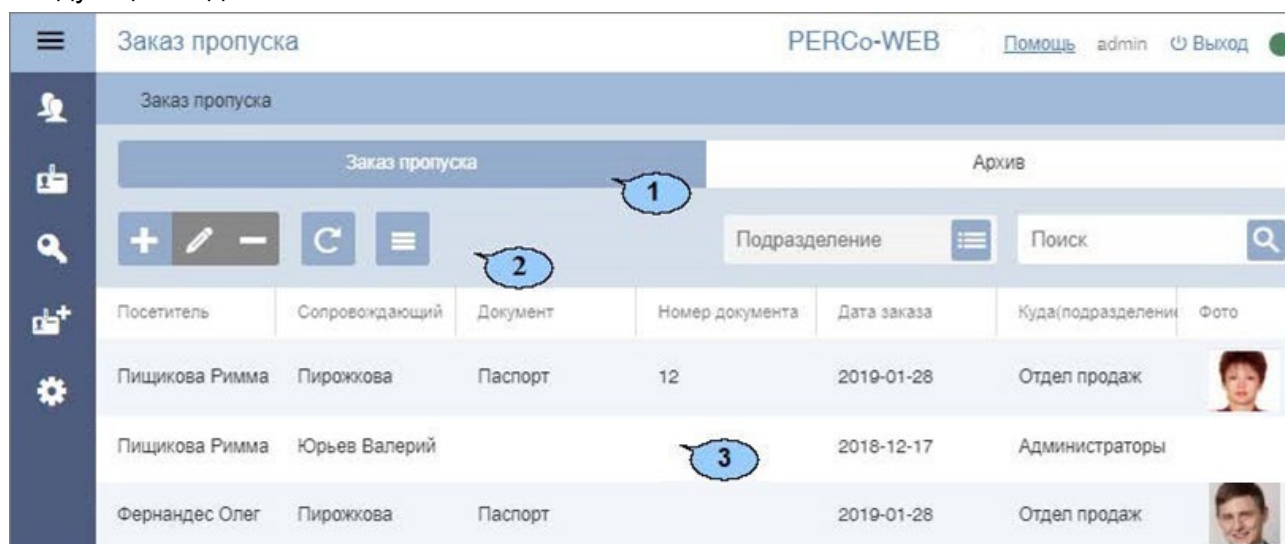 Заказ пропуска PERCo-WEB Помощь admin Выход
Заказ пропуска
Заказ пропуска Архив
1
Подразделение Поиск
2
Посетитель Сопровождающий Документ Номер документа Дата заказа Куда(подразделение Фото
Пищикова Римма Пирожкова Паспорт 12 2019-01-28 Отдел продаж
Пищикова Римма Юрьев Валерий 2018-12-17 Администраторы
3
Фернандес Олег Пирожкова Паспорт 2019-01-28 Отдел продаж